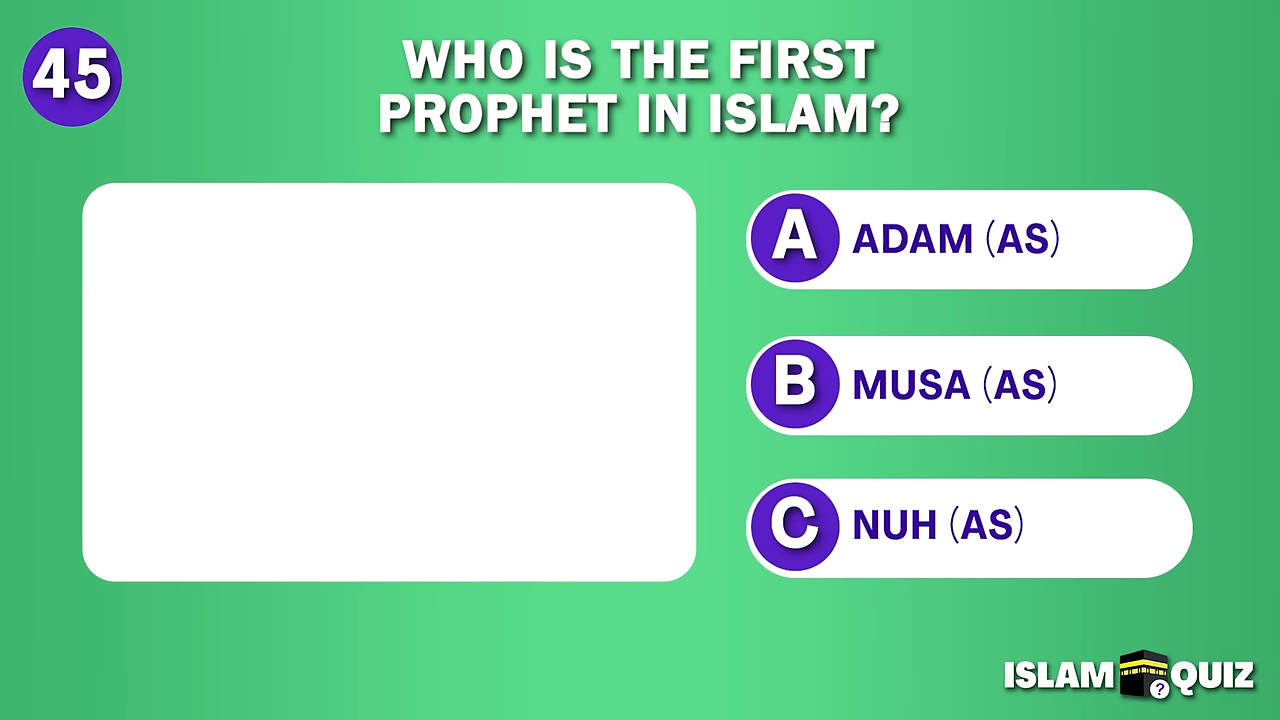 45
WHO IS THE FIRST
PROPHET IN ISLAM?
A ADAM (AS)
B MUSA (AS)
C NUH (AS)
ISLAM ? QUIZ